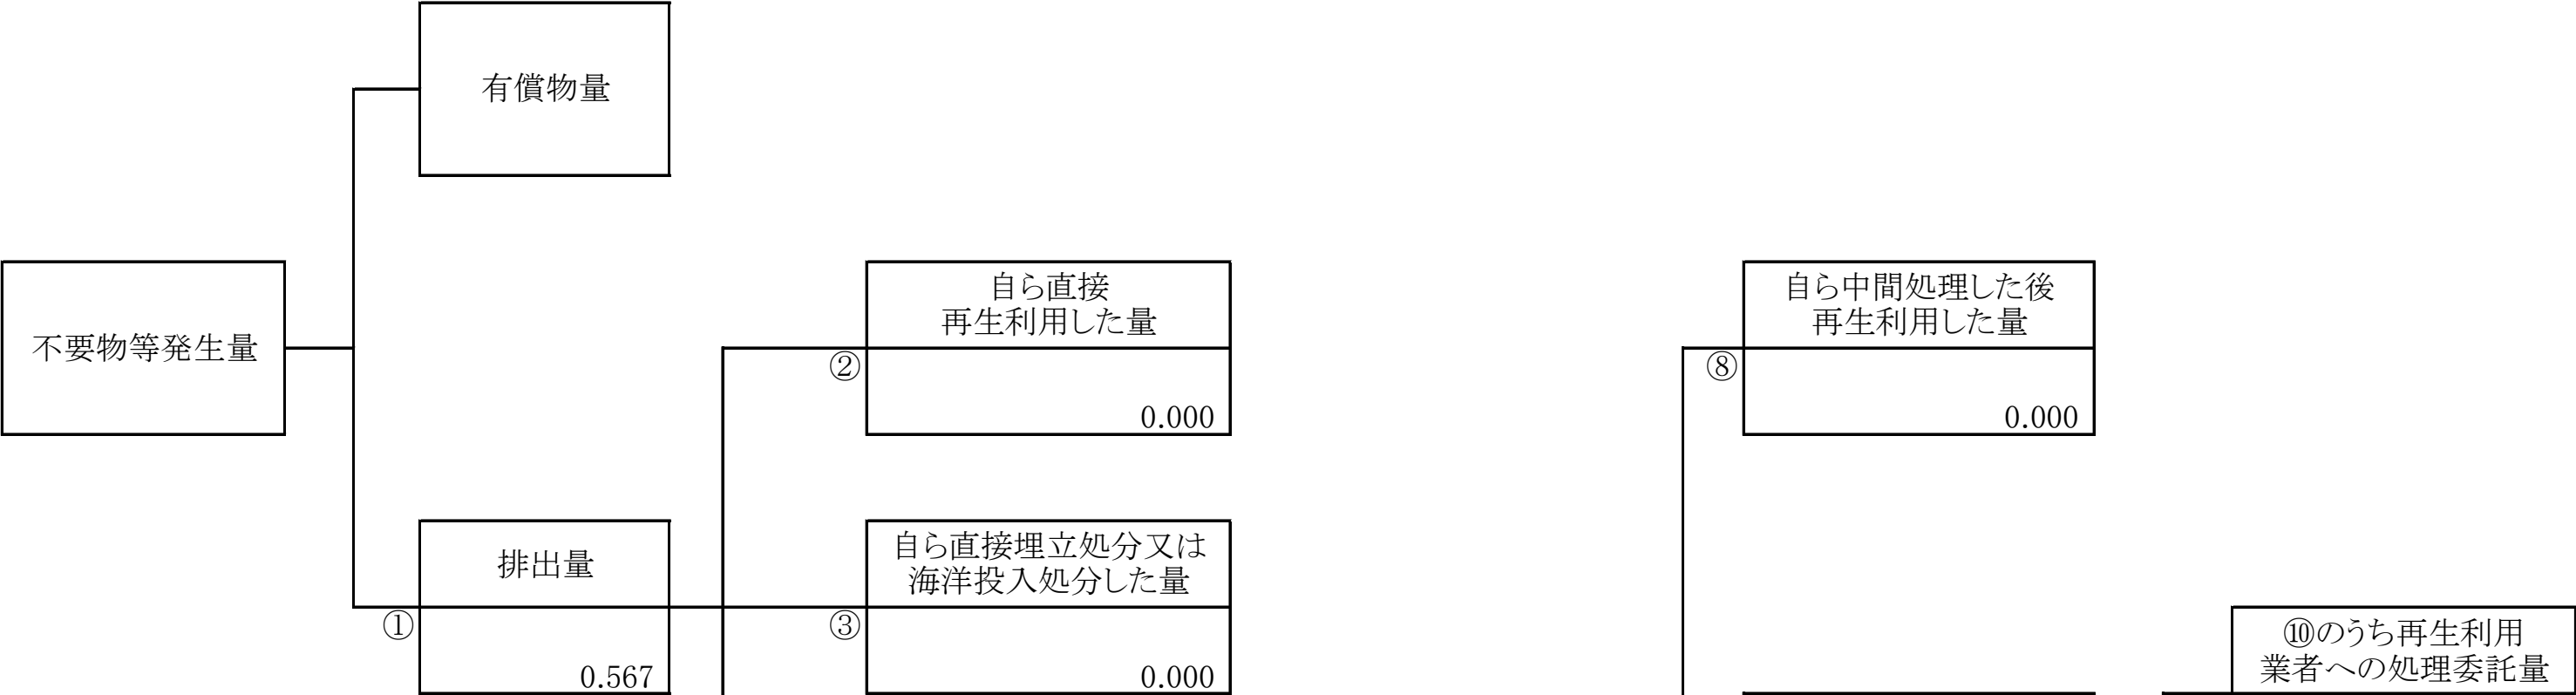 有償物量
不要物等発生量
自ら直接
再生利用した量
②
0.000
自ら中間処理した後
再生利用した量
⑧
0.000
排出量
①
0.567
自ら直接埋立処分又は
海洋投入処分した量
③
0.000
⑩のうち再生利用
業者への処理委託量